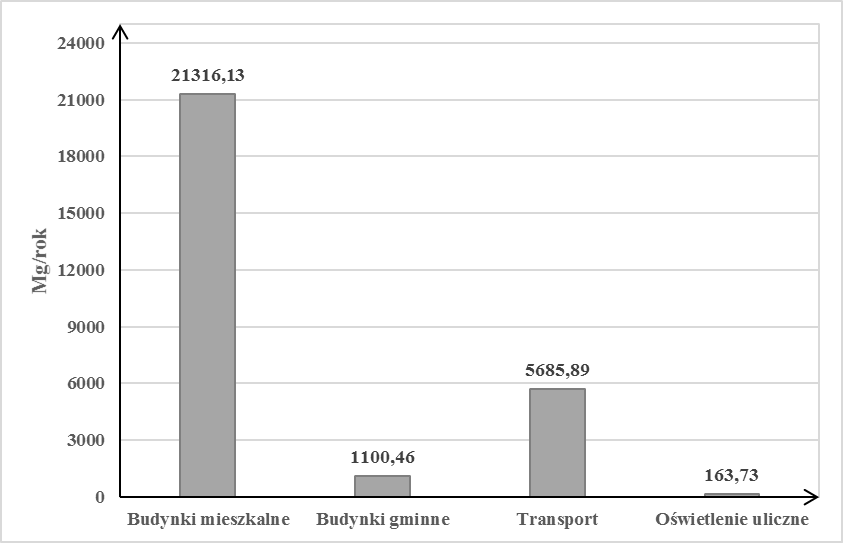 24000
21000
18000
15000
12000
9000
6000
3000
0
Mg/rok
21316,13
1100,46
5685,89
163,73
Budynki mieszkalne
Budynki gminne
Transport
Oświetlenie uliczne